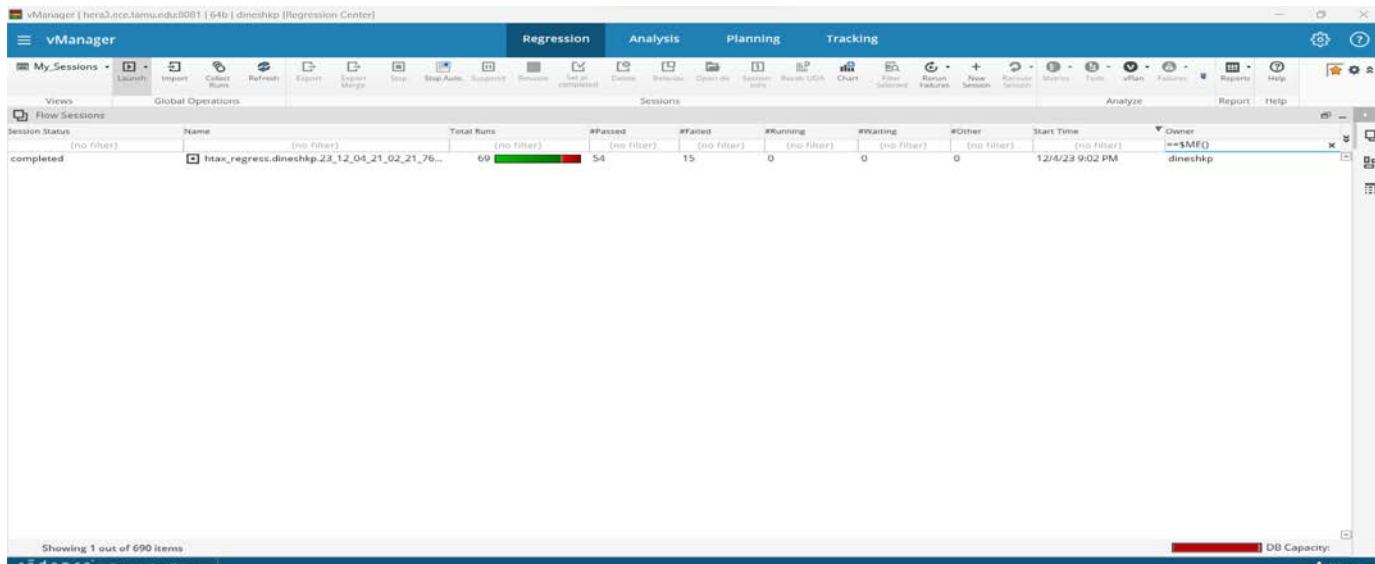 vManager | hera3.ece.tamu.edu:8081 | 64b | dineshkp [Regression Center]
vManager Regression Analysis Planning Tracking
My_Sessions Launch Import Collect Runs Refresh Export Export Merge Stop Stop Auto. Suspend Resume Set as completed Delete Relocate Open dir Session Info Reads UDA Chart Filter Selected Rerun Failures New Session Recover Session Metrics Tests vPlan Failures Reports Help
Views Global Operations Sessions Analyze Report Help
Flow Sessions
Session Status Name Total Runs #Passed #Failed #Running #Waiting #Other Start Time Owner
(no filter) (no filter) (no filter) (no filter) (no filter) (no filter) (no filter) (no filter) (no filter) ==$ME()
completed htax_regress.dineshkp.23_12_04_21_02_21_76... 69 54 15 0 0 0 12/4/23 9:02 PM dineshkp
Showing 1 out of 690 items DB Capacity: